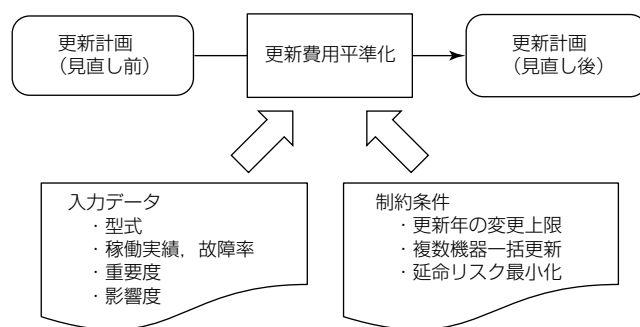 更新計画
（見直し前）
更新費用平準化
更新計画
（見直し後）
入力データ
・型式
・稼働実績，故障率
・重要度
・影響度
制約条件
・更新年の変更上限
・複数機器一括更新
・延命リスク最小化